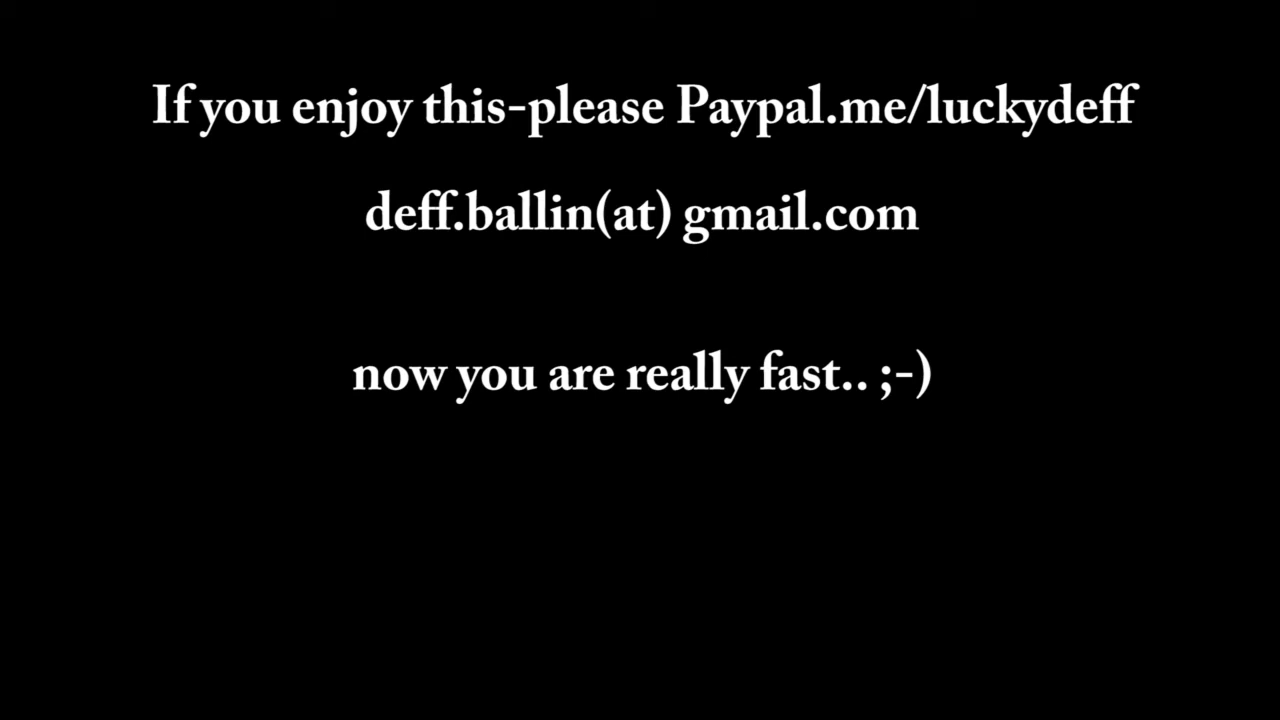 If you enjoy this-please Paypal.me/luckydeff
deff.ballin(at) gmail.com
now you are really fast.. ;-)